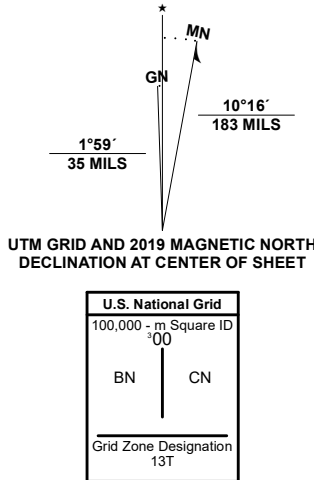 ★
MN
GN
1°59´
35 MILS
10°16´
183 MILS
UTM GRID AND 2019 MAGNETIC NORTH
DECLINATION AT CENTER OF SHEET
U.S. National Grid
100,000 - m Square ID
³00
BN CN
Grid Zone Designation
13T